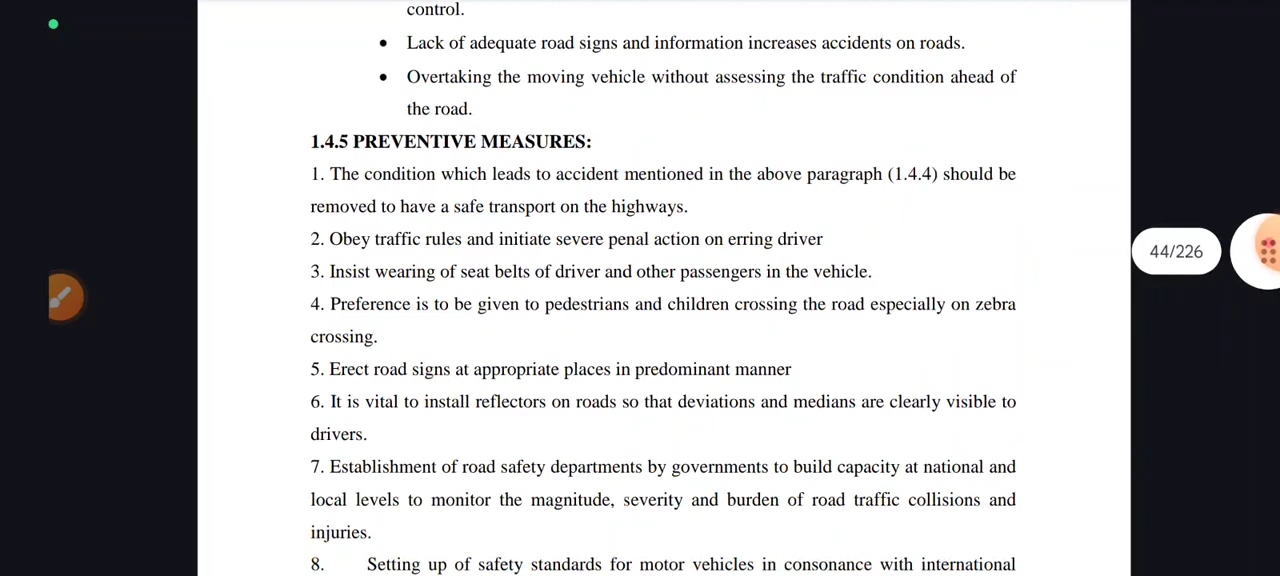 control.
• Lack of adequate road signs and information increases accidents on roads.
• Overtaking the moving vehicle without assessing the traffic condition ahead of
the road.
1.4.5 PREVENTIVE MEASURES:
1. The condition which leads to accident mentioned in the above paragraph (1.4.4) should be
removed to have a safe transport on the highways.
2. Obey traffic rules and initiate severe penal action on erring driver
3. Insist wearing of seat belts of driver and other passengers in the vehicle.
4. Preference is to be given to pedestrians and children crossing the road especially on zebra
crossing.
5. Erect road signs at appropriate places in predominant manner
6. It is vital to install reflectors on roads so that deviations and medians are clearly visible to
drivers.
7. Establishment of road safety departments by governments to build capacity at national and
local levels to monitor the magnitude, severity and burden of road traffic collisions and
injuries.
8. Setting up of safety standards for motor vehicles in consonance with international
44/226